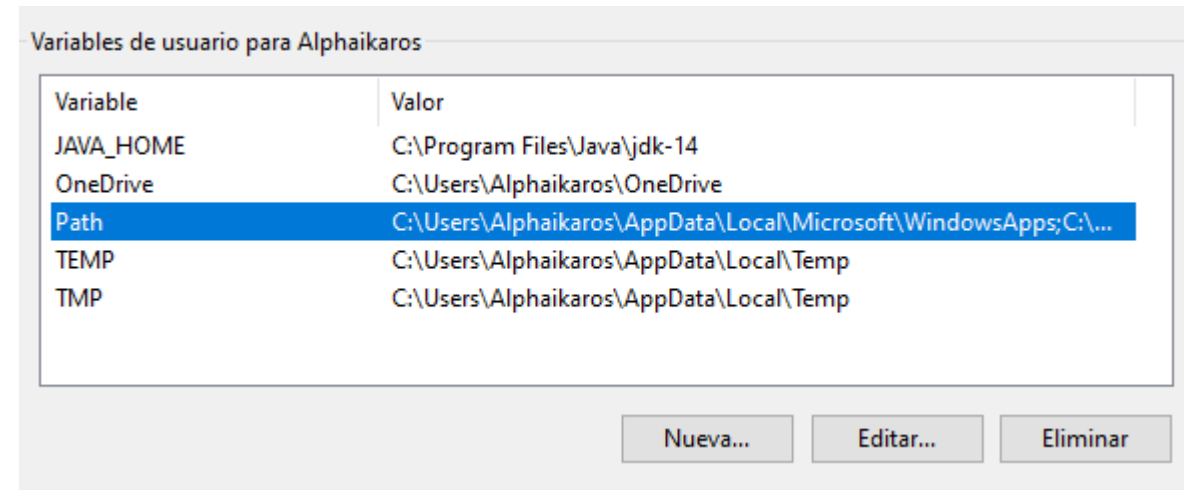 Variables de usuario para Alphaikaros
Variable Valor
JAVA_HOME C:\Program Files\Java\jdk-14
OneDrive C:\Users\Alphaikaros\OneDrive
Path C:\Users\Alphaikaros\AppData\Local\Microsoft\WindowsApps;C:\...
TEMP C:\Users\Alphaikaros\AppData\Local\Temp
TMP C:\Users\Alphaikaros\AppData\Local\Temp
Nueva... Editar... Eliminar